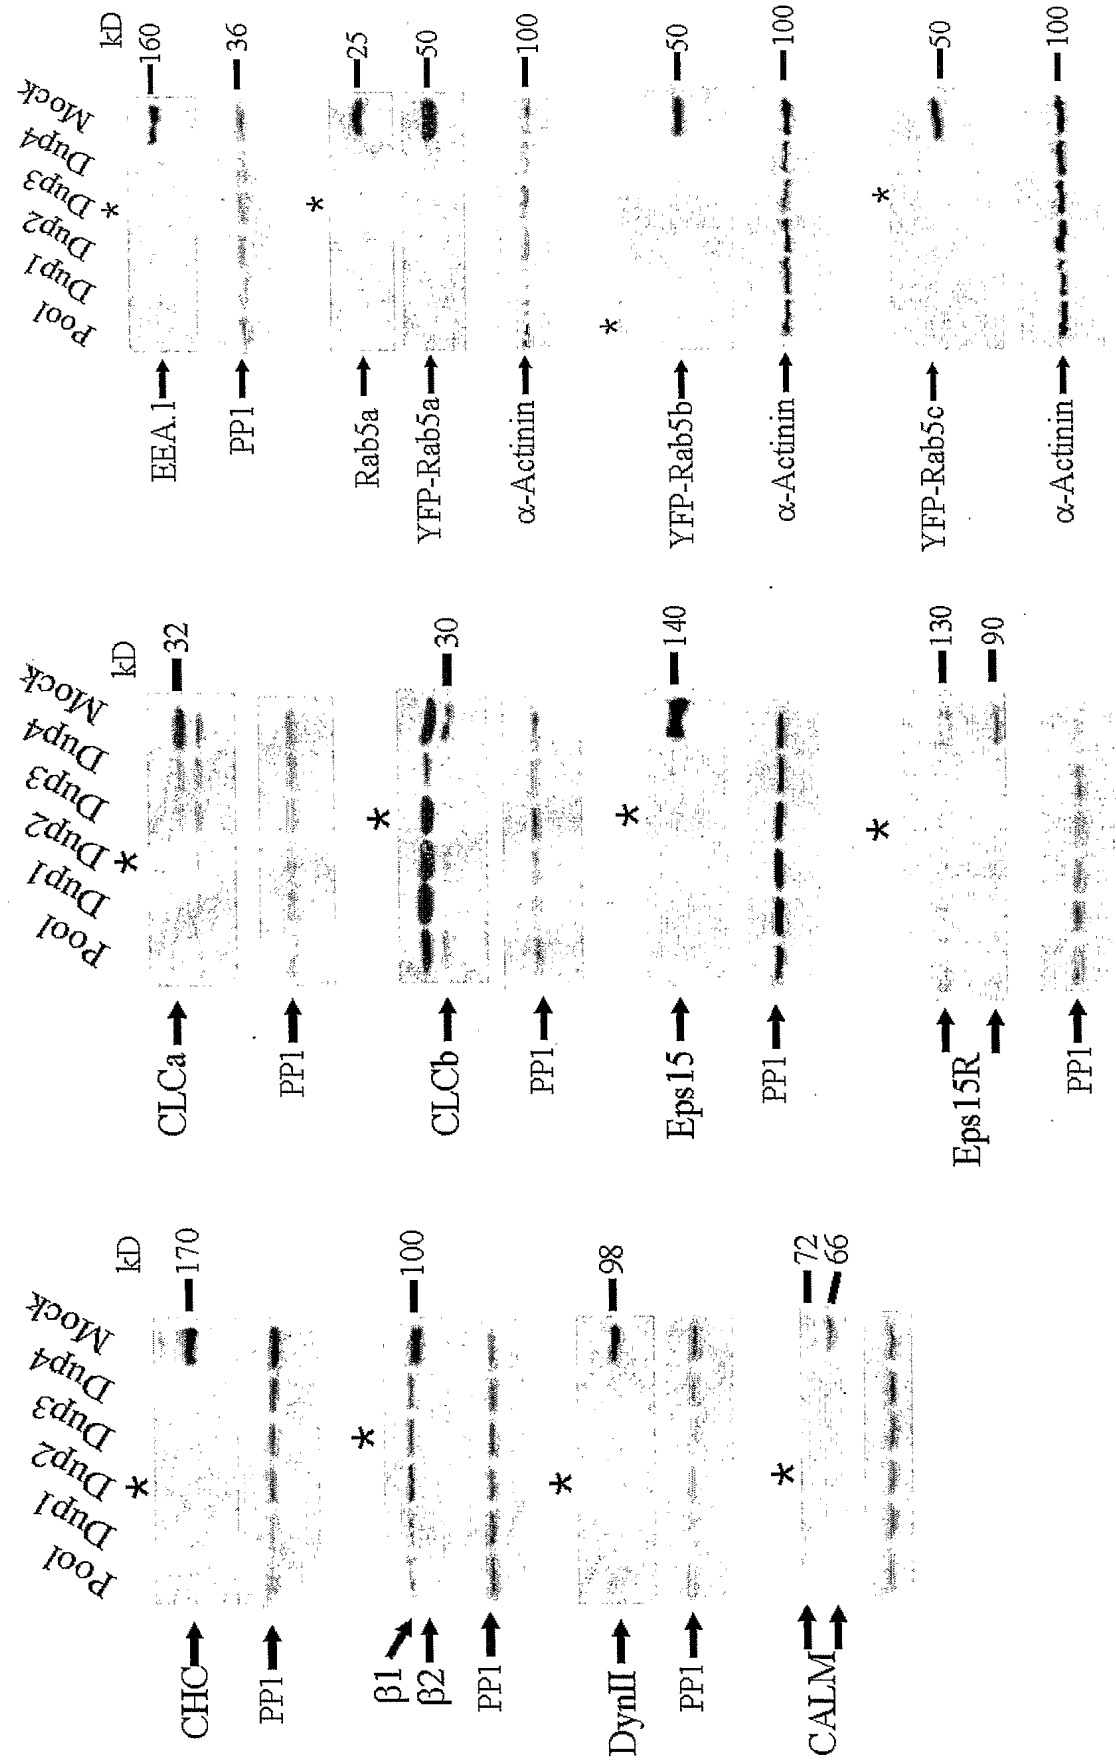 Pool Dup1 Dup2 Dup3 Dup4 Mock
kD
*
CHC 170
PP1
*
β1 100
β2
PP1
*
DynII 98
PP1
*
CALM 72
66
Pool Dup1 Dup2 Dup3 Dup4 Mock
kD
*
CLCa 32
PP1
*
CLCb 30
PP1
*
Eps15 140
PP1
*
Eps15R 130
90
PP1
Pool Dup1 Dup2 Dup3 Dup4 Mock
kD
*
EEA.1 160
PP1 36
*
Rab5a 25
YFP-Rab5a 50
α-Actinin 100
*
YFP-Rab5b 50
α-Actinin 100
*
YFP-Rab5c 50
α-Actinin 100